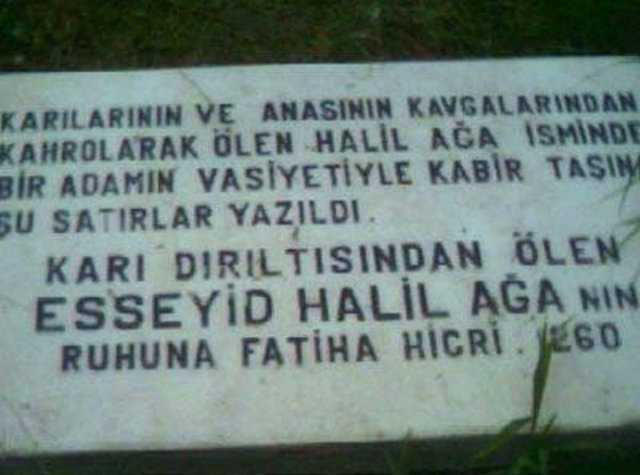 KARILARININ VE ANASININ KAVGALARINDAN
KAHROLARAK ÖLEN HALİL AĞA İSMİNDE
BİR ADAMIN VASİYETİYLE KABİR TAŞIN
ŞU SATIRLAR YAZILDI.
KARI DIRILTISINDAN ÖLEN
ESSEYİD HALİL AĞA NIN
RUHUNA FATİHA HİCRİ. 1260